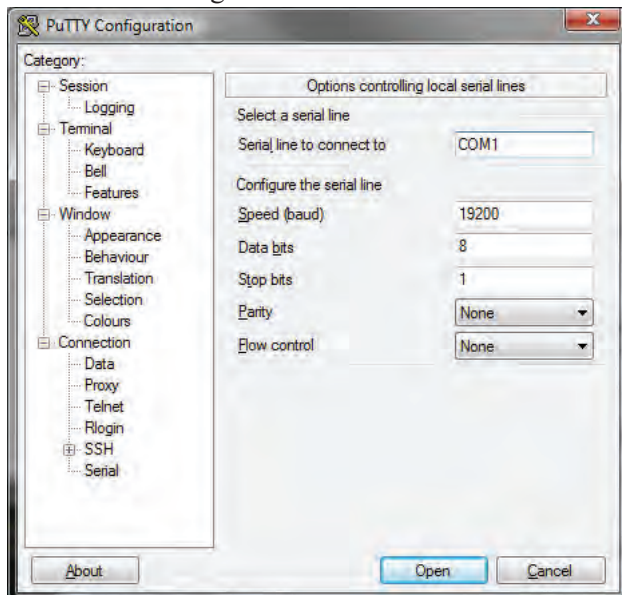 PuTTY Configuration
Category:
Session
Logging
Terminal
Keyboard
Bell
Features
Window
Appearance
Behaviour
Translation
Selection
Colours
Connection
Data
Proxy
Telnet
Rlogin
SSH
Serial
Options controlling local serial lines
Select a serial line
Serial line to connect to COM1
Configure the serial line
Speed (baud) 19200
Data bits 8
Stop bits 1
Parity None
Flow control None
About Open Cancel